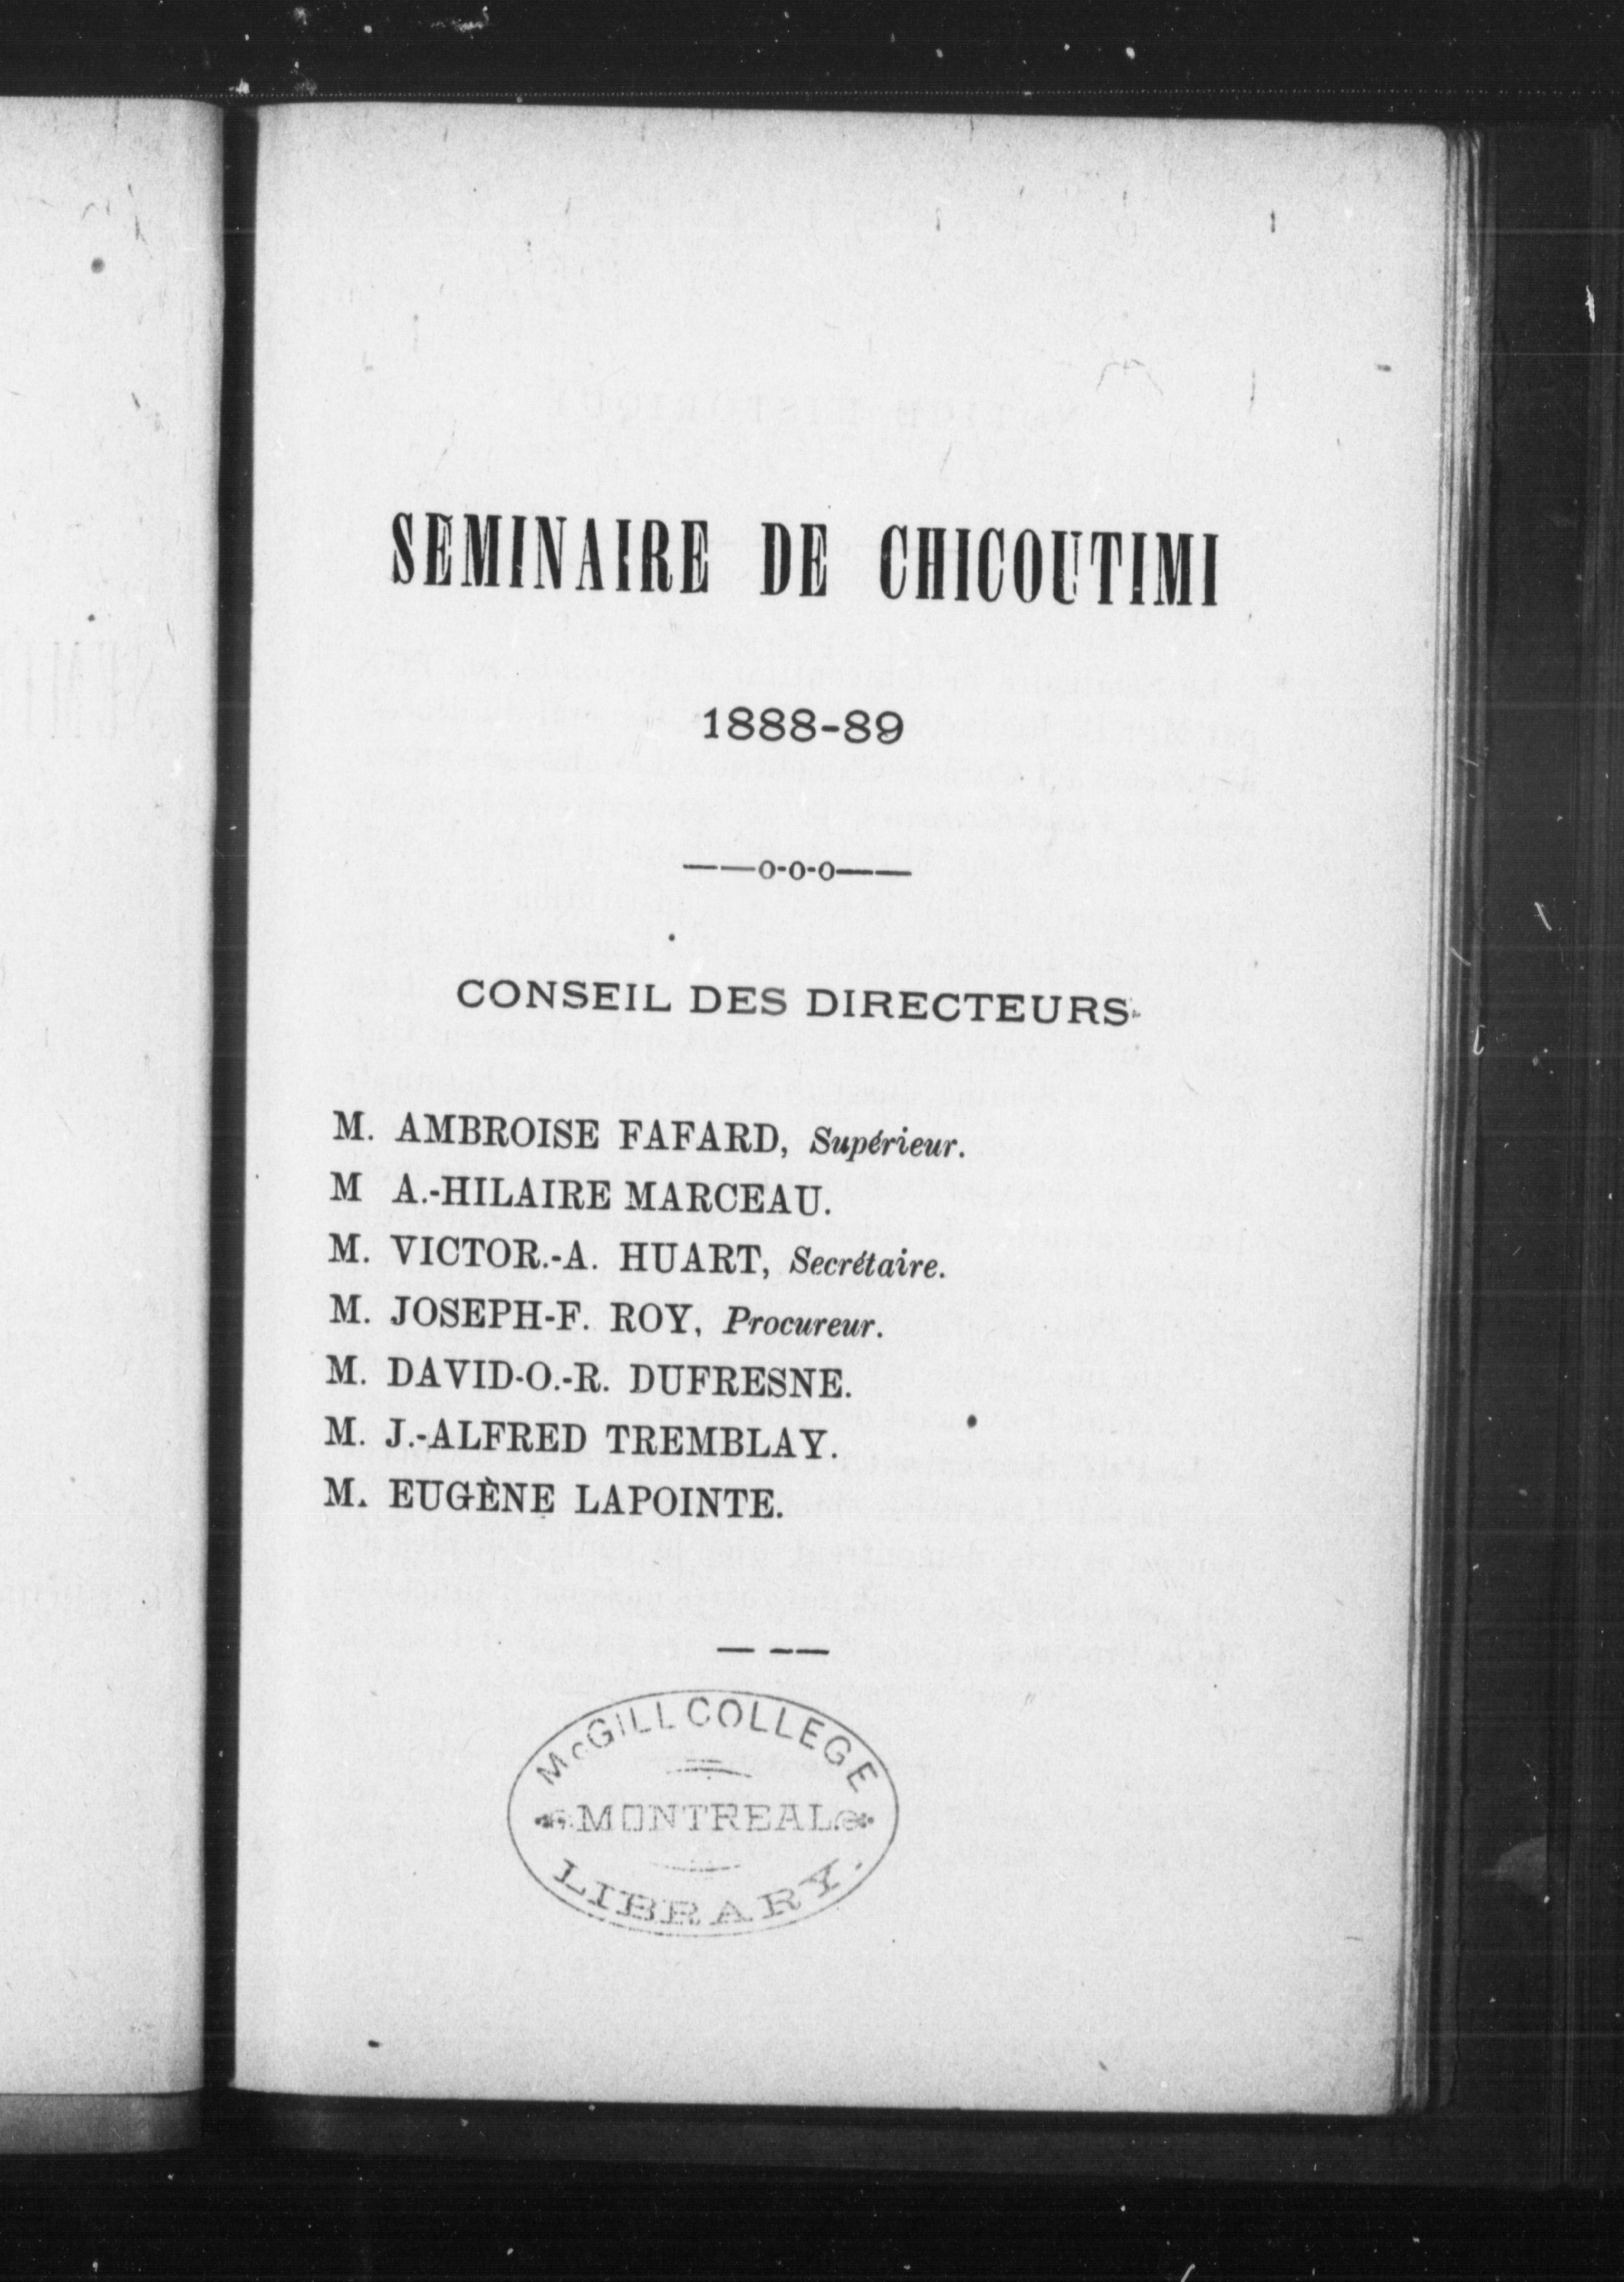 SEMINAIRE DE CHICOUTIMI
1888-89
——o-o-o——
CONSEIL DES DIRECTEURS
M. AMBROISE FAFARD, Supérieur.
M A.-HILAIRE MARCEAU.
M. VICTOR.-A. HUART, Secrétaire.
M. JOSEPH-F. ROY, Procureur.
M. DAVID-O.-R. DUFRESNE.
M. J.-ALFRED TREMBLAY.
M. EUGÈNE LAPOINTE.
McGILL COLLEGE
MONTREAL
LIBRARY.